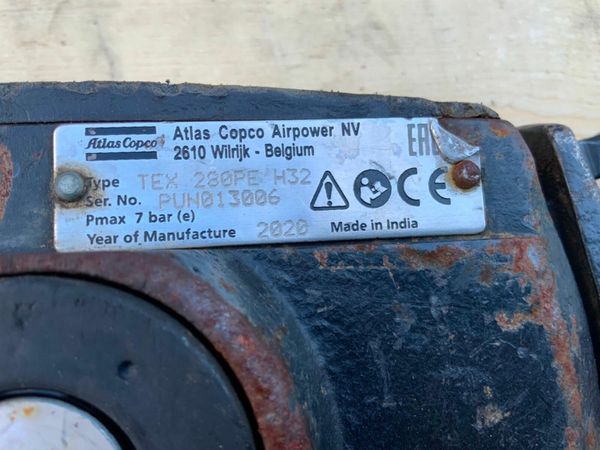 Atlas Copco
Atlas Copco Airpower NV
2610 Wilrijk - Belgium
Type TEX 280PE H32
Ser. No. PUN013006
Pmax 7 bar (e)
Year of Manufacture 2020 Made in India
CE